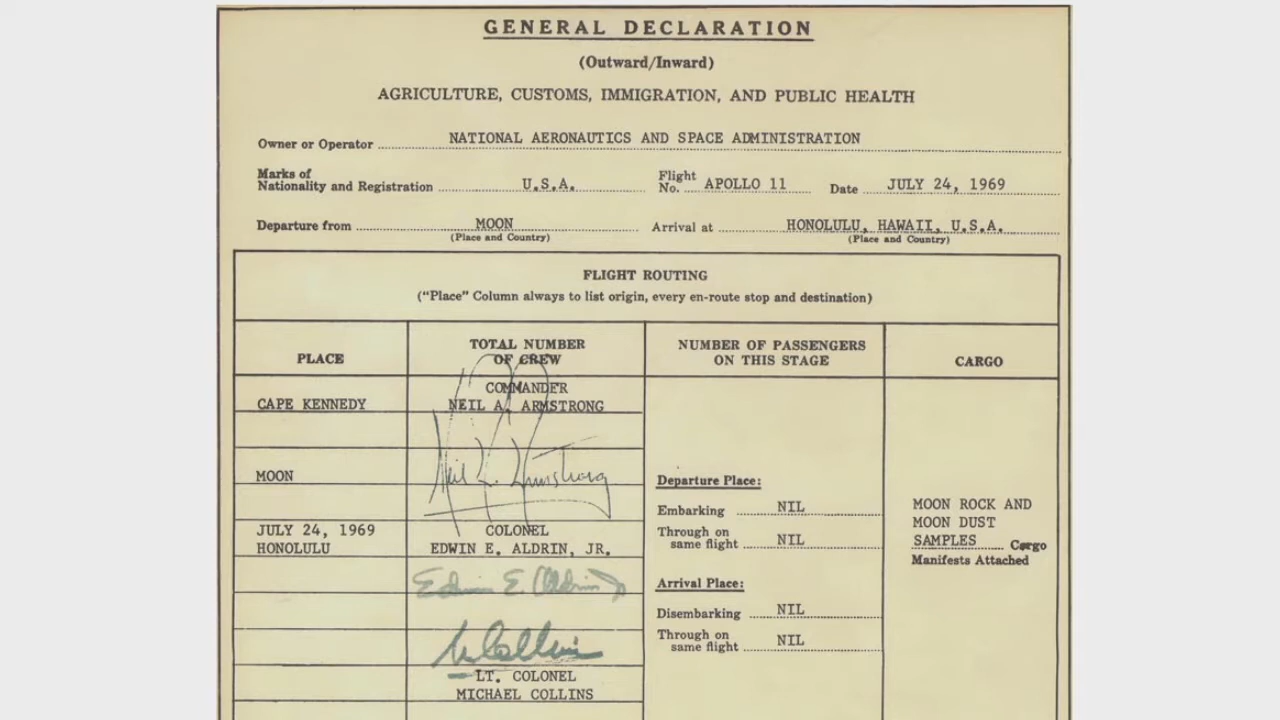 GENERAL DECLARATION
(Outward/Inward)
AGRICULTURE, CUSTOMS, IMMIGRATION, AND PUBLIC HEALTH
Owner or Operator NATIONAL AERONAUTICS AND SPACE ADMINISTRATION
Marks of
Nationality and Registration U.S.A. Flight No. APOLLO 11 Date JULY 24, 1969
Departure from MOON Arrival at HONOLULU, HAWAII, U.S.A.
(Place and Country) (Place and Country)
FLIGHT ROUTING
("Place" Column always to list origin, every en-route stop and destination)
PLACE
TOTAL NUMBER
OF CREW
NUMBER OF PASSENGERS
ON THIS STAGE
CARGO
CAPE KENNEDY
MOON
JULY 24, 1969
HONOLULU
COMMANDER
NEIL A. ARMSTRONG
Neil A. Armstrong
COLONEL
EDWIN E. ALDRIN, JR.
Edwin E. Aldrin Jr
M Collins
LT. COLONEL
MICHAEL COLLINS
Departure Place:
Embarking NIL
Through on
same flight NIL
Arrival Place:
Disembarking NIL
Through on
same flight NIL
MOON ROCK AND
MOON DUST
SAMPLES Cargo
Manifests Attached